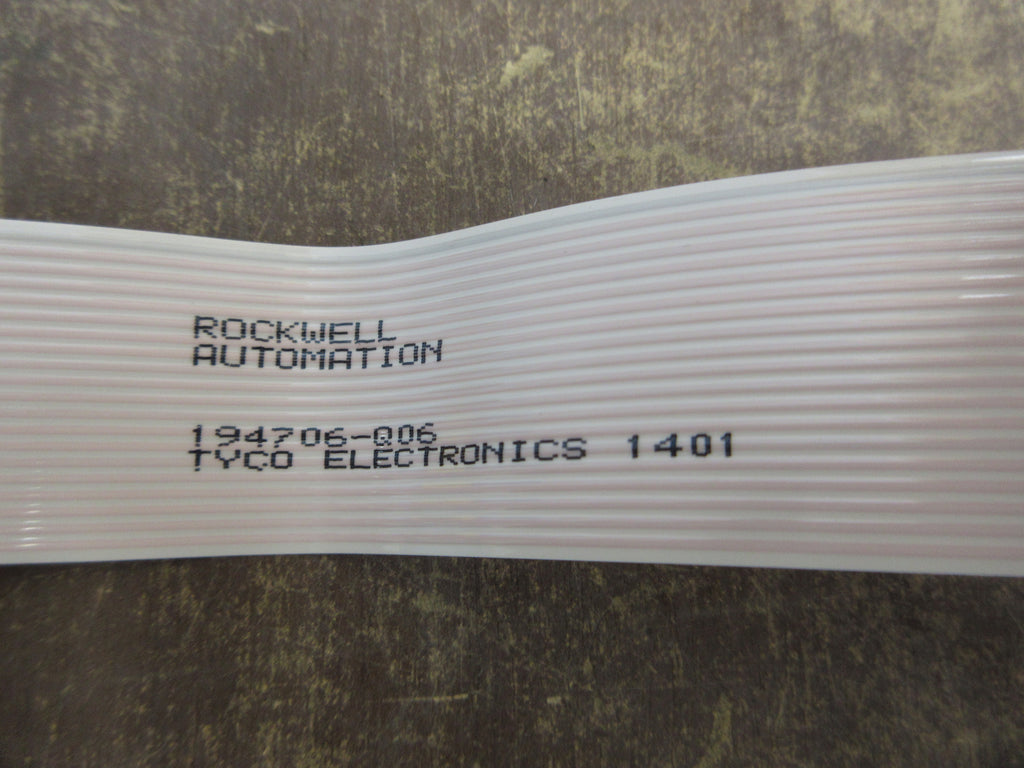 ROCKWELL
AUTOMATION
194706-Q06
TYCO ELECTRONICS 1401